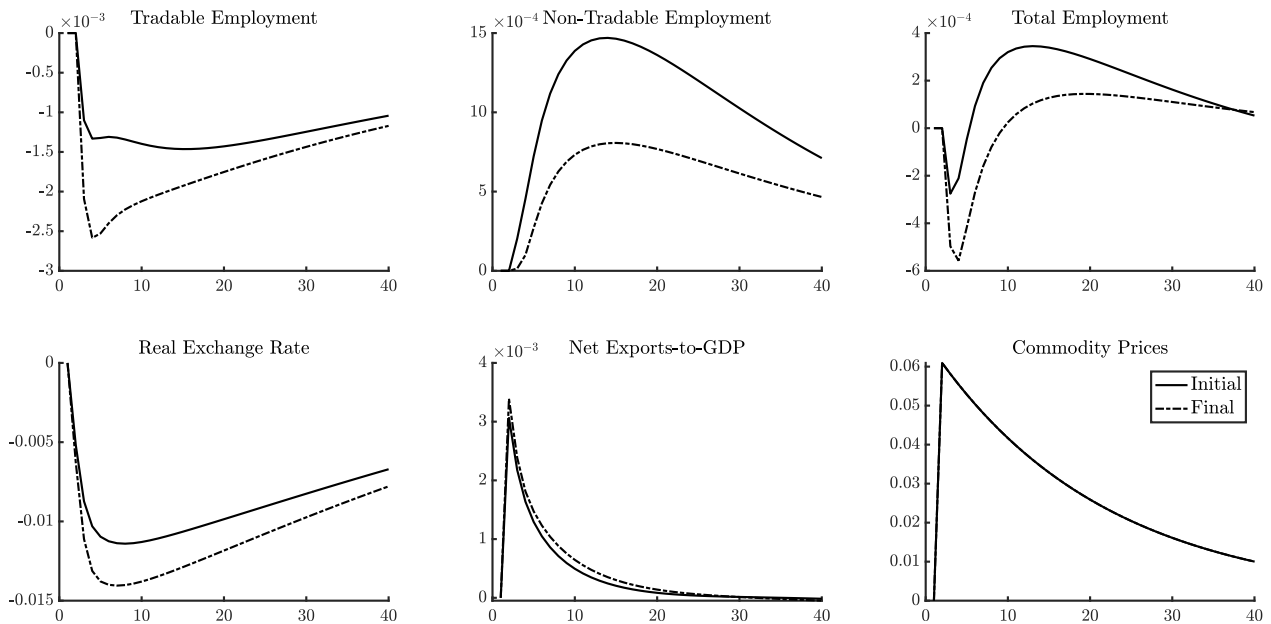 Tradable Employment
0
-0.5
-1
-1.5
-2
-2.5
-3
×10⁻³
0 10 20 30 40
Non-Tradable Employment
×10⁻⁴
15
10
5
0
0 10 20 30 40
Total Employment
×10⁻⁴
4
2
0
-2
-4
-6
0 10 20 30 40
Real Exchange Rate
0
-0.005
-0.01
-0.015
0 10 20 30 40
Net Exports-to-GDP
×10⁻³
4
3
2
1
0
0 10 20 30 40
Commodity Prices
0.06
0.05
0.04
0.03
0.02
0.01
0
0 10 20 30 40
Initial
Final